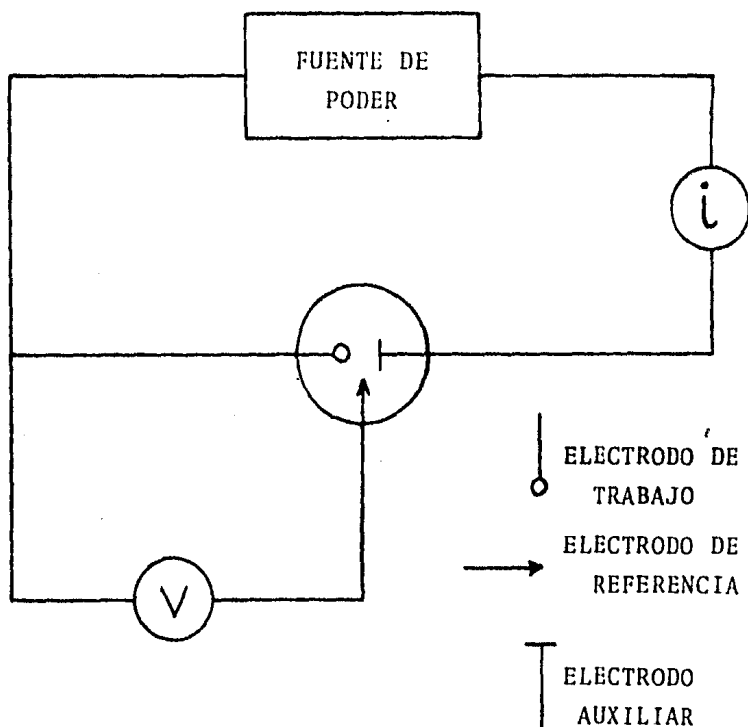 FUENTE DE
PODER
i
V
ELECTRODO DE
TRABAJO
ELECTRODO DE
REFERENCIA
ELECTRODO
AUXILIAR